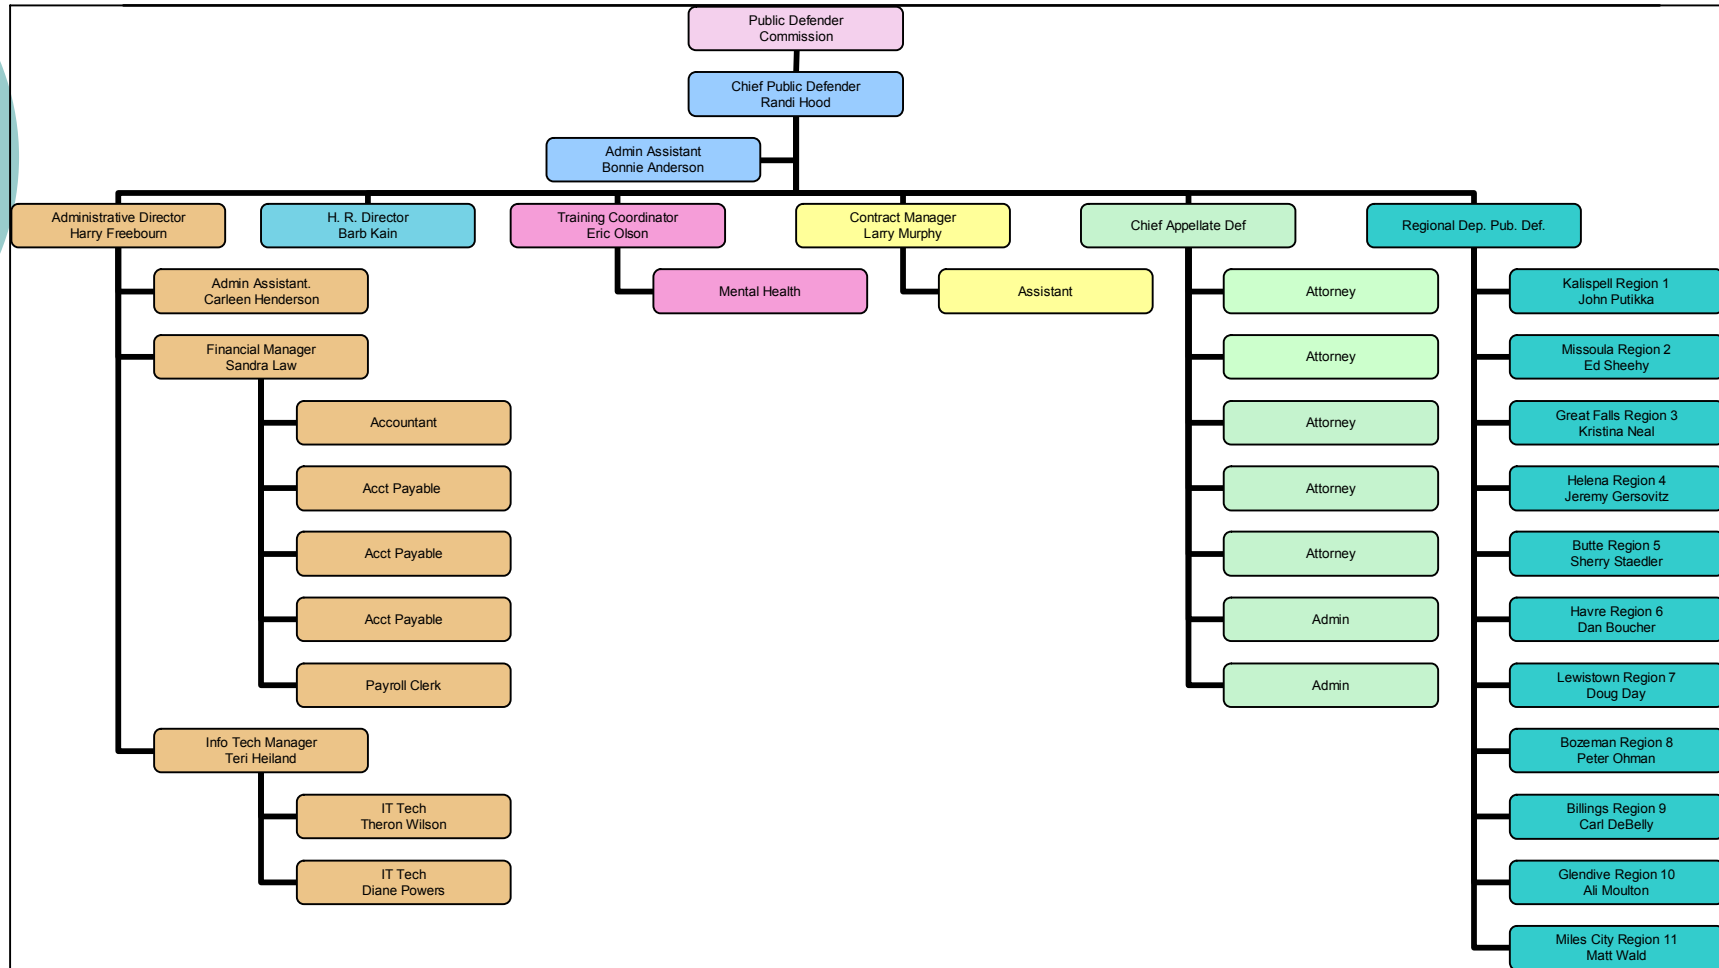 Public Defender
Commission
Chief Public Defender
Randi Hood
Admin Assistant
Bonnie Anderson
Administrative Director
Harry Freebourn
H. R. Director
Barb Kain
Training Coordinator
Eric Olson
Contract Manager
Larry Murphy
Chief Appellate Def
Regional Dep. Pub. Def.
Admin Assistant.
Carleen Henderson
Financial Manager
Sandra Law
Accountant
Acct Payable
Acct Payable
Acct Payable
Payroll Clerk
Info Tech Manager
Teri Heiland
IT Tech
Theron Wilson
IT Tech
Diane Powers
Mental Health
Assistant
Attorney
Attorney
Attorney
Attorney
Attorney
Admin
Admin
Kalispell Region 1
John Putikka
Missoula Region 2
Ed Sheehy
Great Falls Region 3
Kristina Neal
Helena Region 4
Jeremy Gersovitz
Butte Region 5
Sherry Staedler
Havre Region 6
Dan Boucher
Lewistown Region 7
Doug Day
Bozeman Region 8
Peter Ohman
Billings Region 9
Carl DeBelly
Glendive Region 10
Ali Moulton
Miles City Region 11
Matt Wald